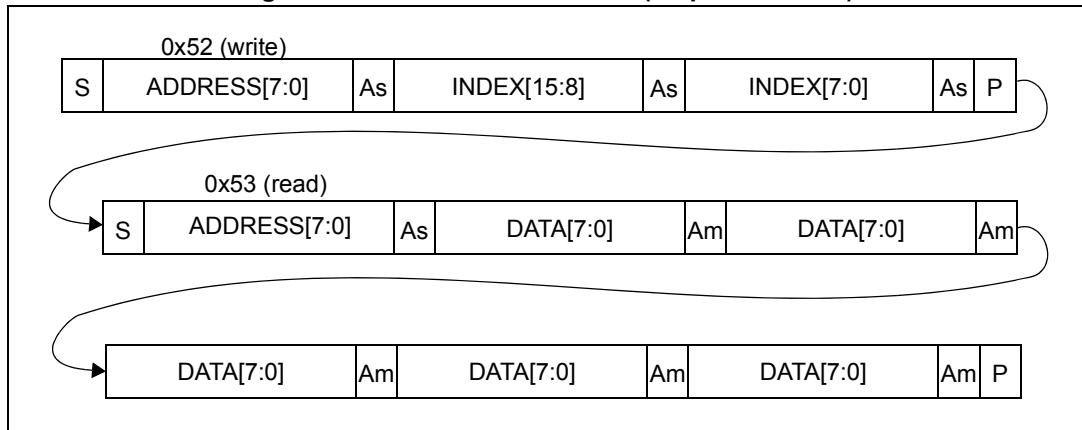 0x52 (write)
S ADDRESS[7:0] As INDEX[15:8] As INDEX[7:0] As P
0x53 (read)
S ADDRESS[7:0] As DATA[7:0] Am DATA[7:0] Am
DATA[7:0] Am DATA[7:0] Am DATA[7:0] Am P